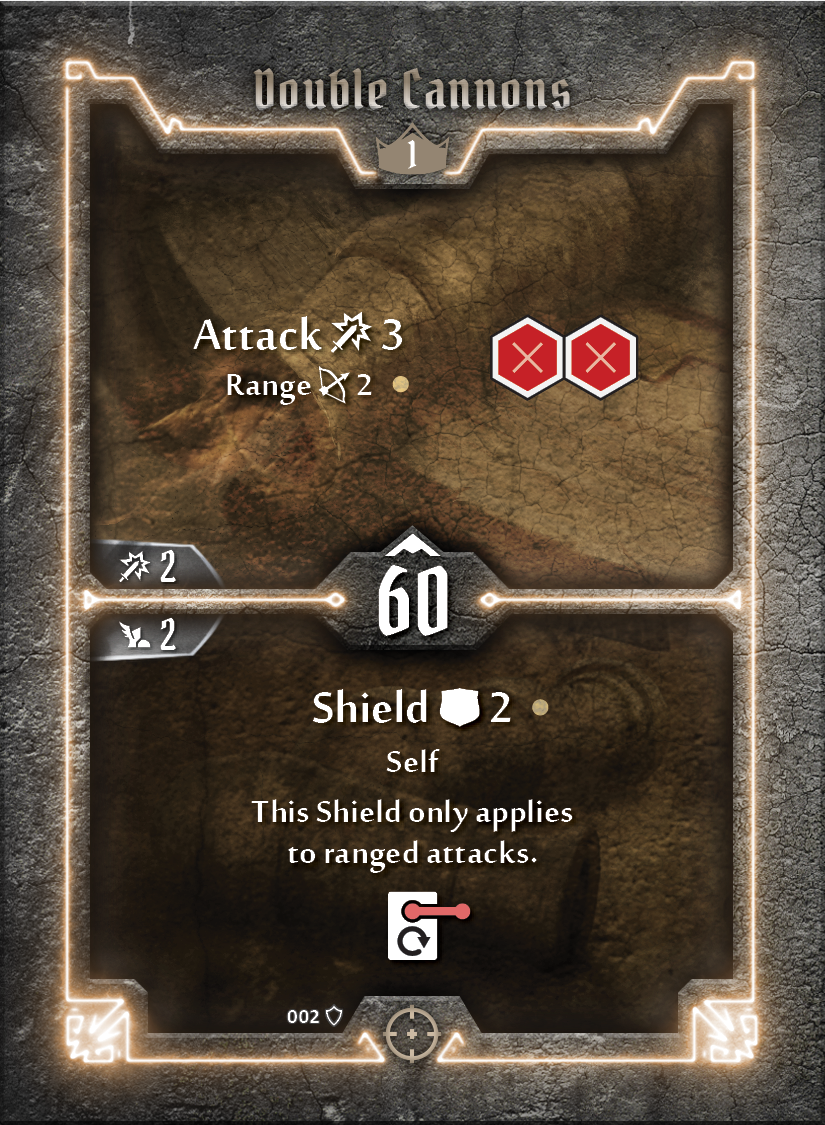 Double Cannons
1
Attack 3
Range 2
2
60
2
Shield 2
Self
This Shield only applies
to ranged attacks.
002